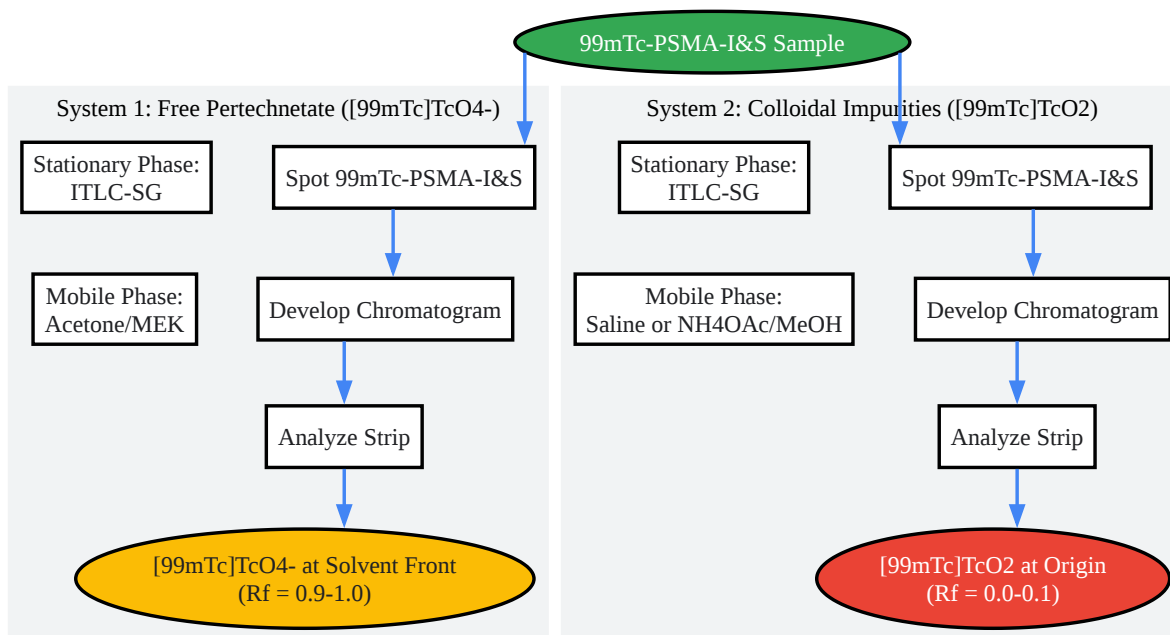 99mTc-PSMA-I&S Sample
System 1: Free Pertechnetate ([99mTc]TcO4-)
Stationary Phase:
ITLC-SG
Spot 99mTc-PSMA-I&S
Mobile Phase:
Acetone/MEK
Develop Chromatogram
Analyze Strip
[99mTc]TcO4- at Solvent Front
(Rf = 0.9-1.0)
System 2: Colloidal Impurities ([99mTc]TcO2)
Stationary Phase:
ITLC-SG
Spot 99mTc-PSMA-I&S
Mobile Phase:
Saline or NH4OAc/MeOH
Develop Chromatogram
Analyze Strip
[99mTc]TcO2 at Origin
(Rf = 0.0-0.1)